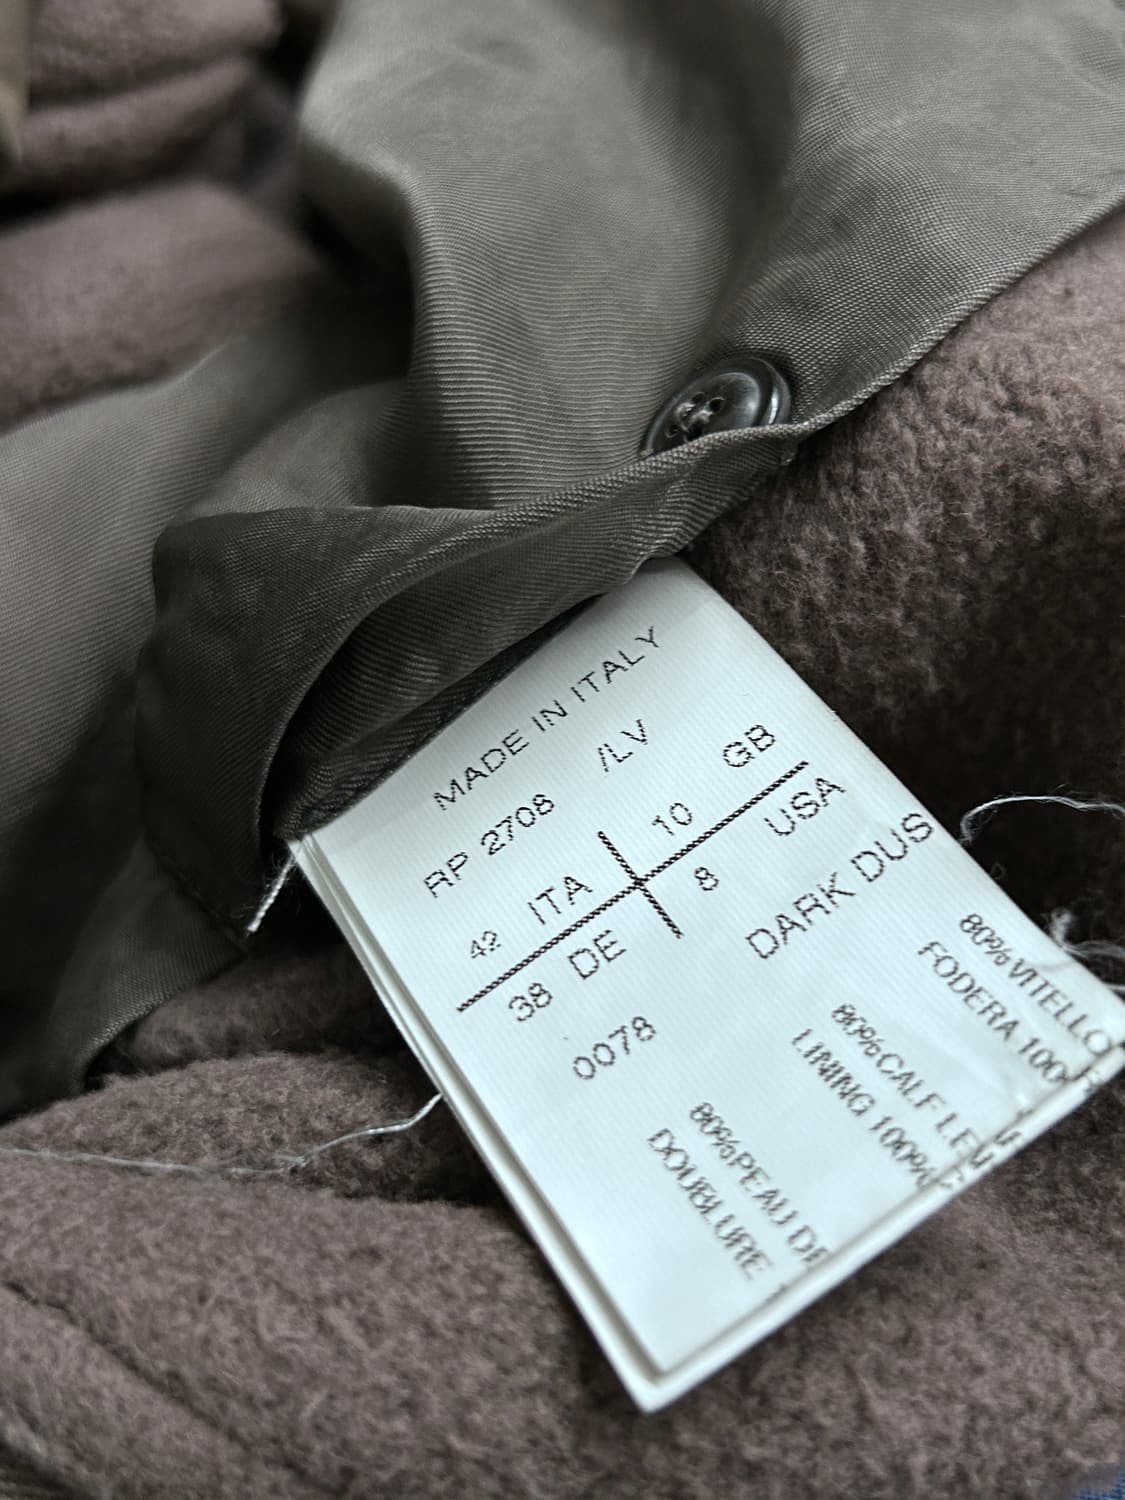 MADE IN ITALY
RP 2708 /LV
42 ITA 10 GB
38 DE 8 USA
0078 DARK DUS
80% VITELLO
FODERA 100
80% CALF LEA
LINING 100%
80% PEAU DE
DOUBLURE